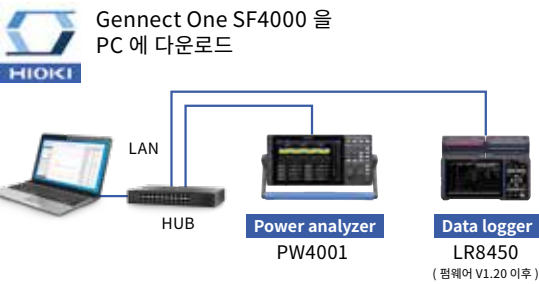 Gennect One SF4000 을
PC 에 다운로드
HIOKI
LAN
HUB
Power analyzer
PW4001
Data logger
LR8450
( 펌웨어 V1.20 이후 )